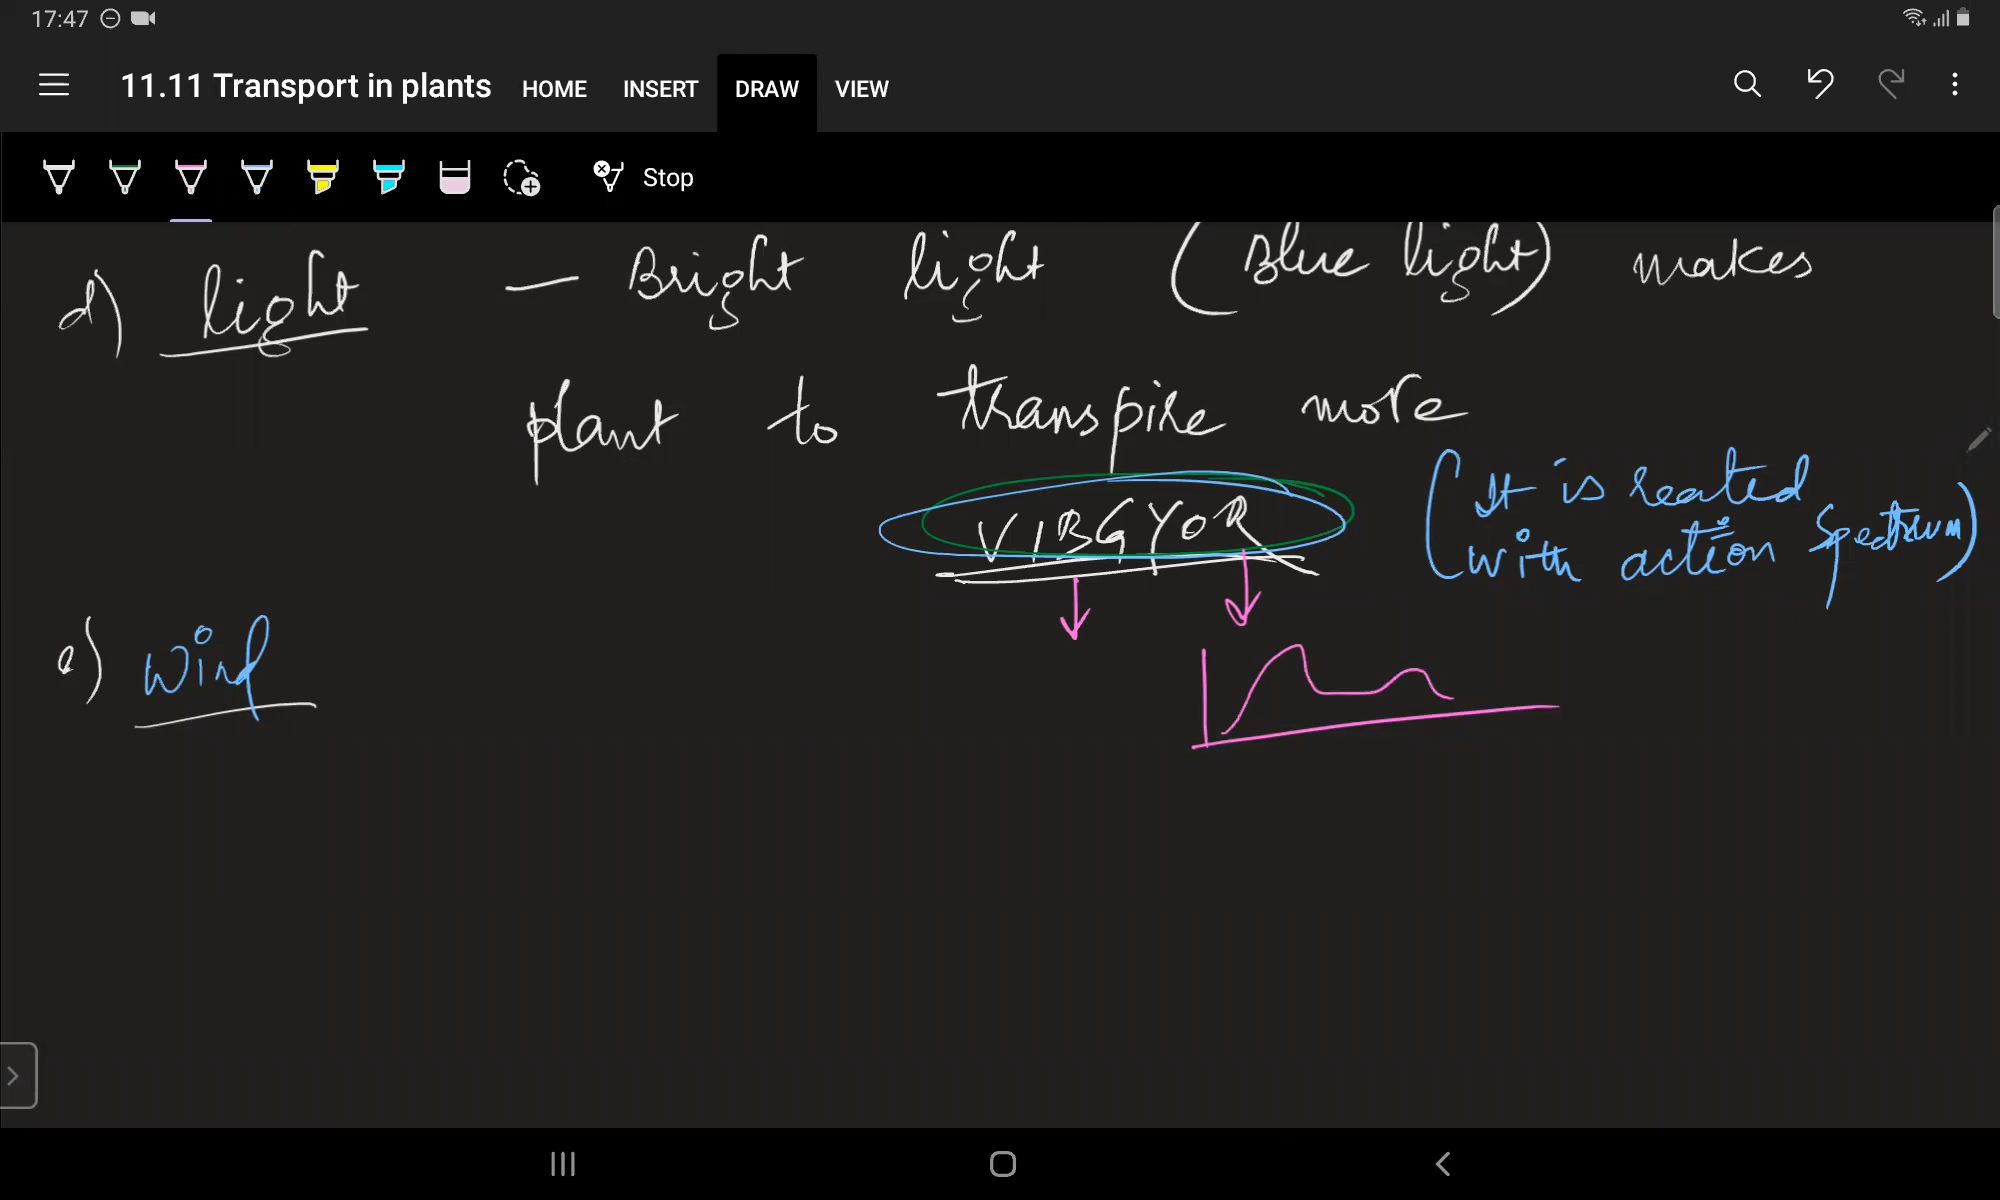 17:47
11.11 Transport in plants HOME INSERT DRAW VIEW
Stop
d) light — Bright light (Blue light) makes
plant to transpire more
VIBGYOR
(It is reated
with action spectrum)
e) Wind